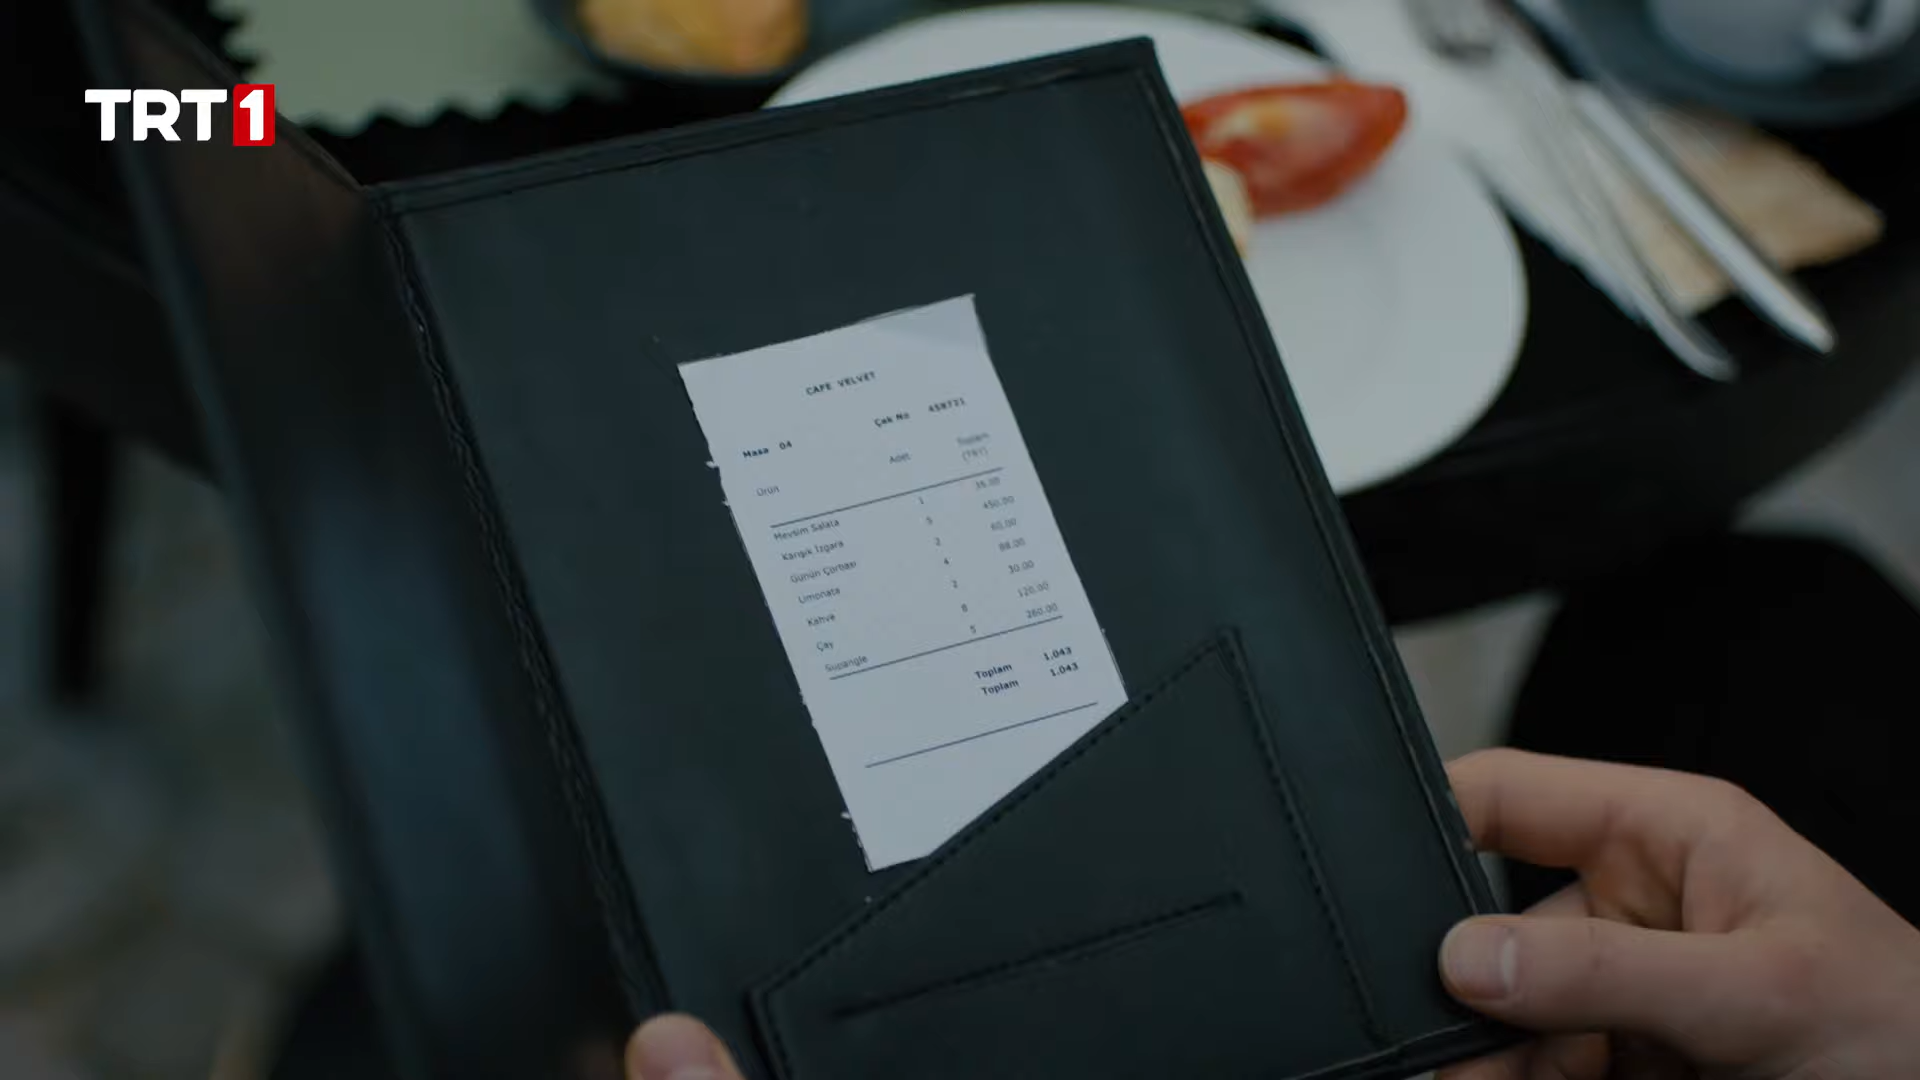 TRT 1
CAFE VELVET
Çek No 458721
Masa 04
Ürün Adet Toplam (TRY)
Mevsim Salata 1 35.00
Karışık Izgara 5 450.00
Günün Çorbası 2 60.00
Limonata 4 88.00
Kahve 2 30.00
Çay 8 120.00
Supangle 5 260.00
Toplam 1.043
Toplam 1.043